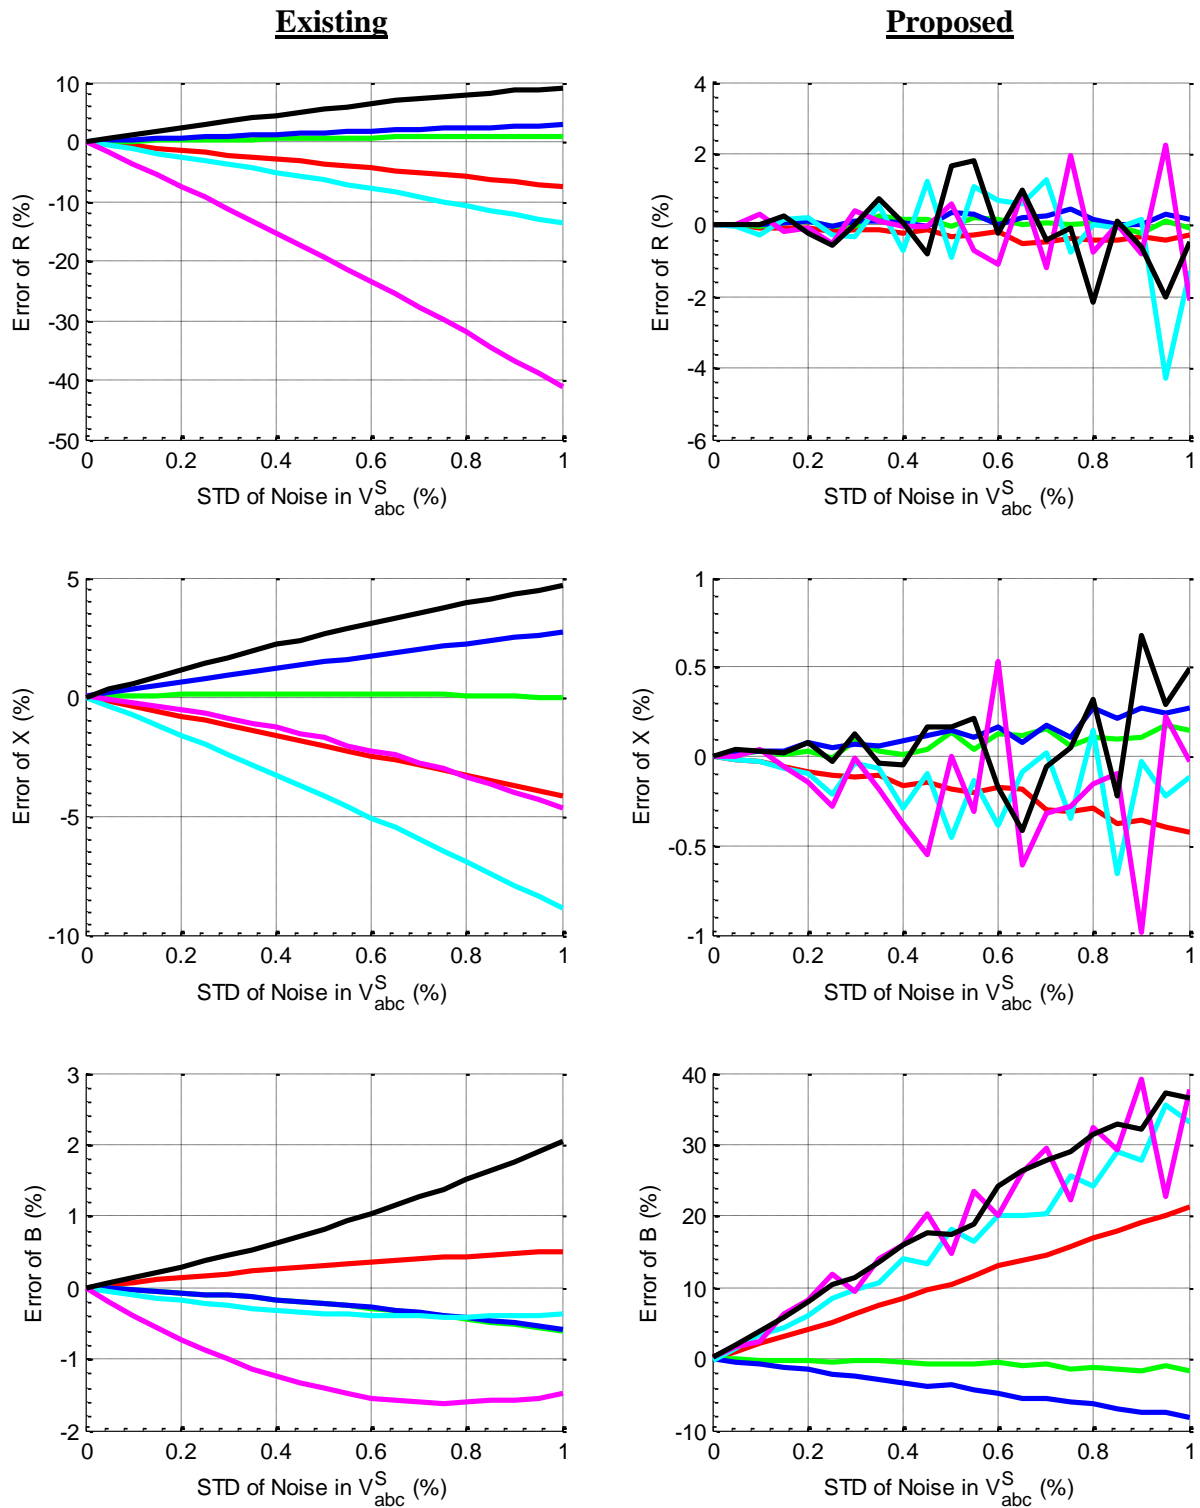 Existing
Proposed
10
0
-10
-20
-30
-40
-50
Error of R (%)
0 0.2 0.4 0.6 0.8 1
STD of Noise in V^S_abc (%)
4
2
0
-2
-4
-6
Error of R (%)
0 0.2 0.4 0.6 0.8 1
STD of Noise in V^S_abc (%)
5
0
-5
-10
Error of X (%)
0 0.2 0.4 0.6 0.8 1
STD of Noise in V^S_abc (%)
1
0.5
0
-0.5
-1
Error of X (%)
0 0.2 0.4 0.6 0.8 1
STD of Noise in V^S_abc (%)
3
2
1
0
-1
-2
Error of B (%)
0 0.2 0.4 0.6 0.8 1
STD of Noise in V^S_abc (%)
40
30
20
10
0
-10
Error of B (%)
0 0.2 0.4 0.6 0.8 1
STD of Noise in V^S_abc (%)